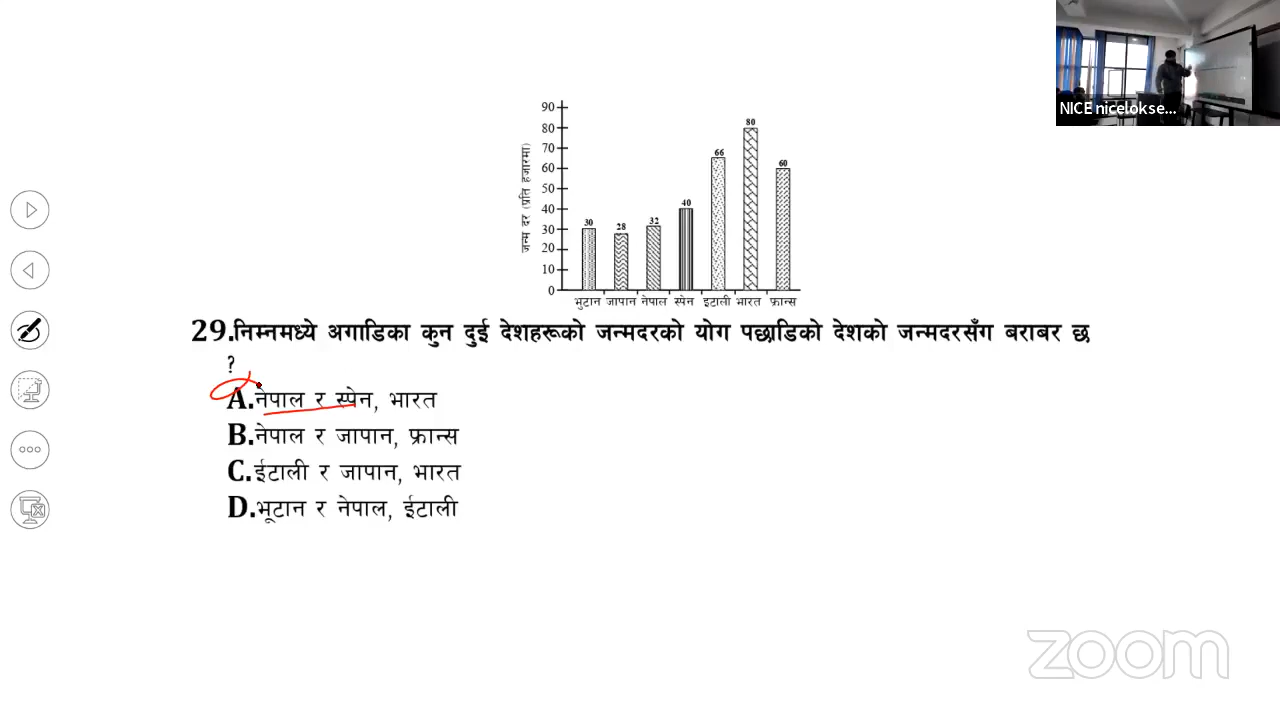 NICE nicelokse...
90
80
70
60
50
40
30
20
10
0
जन्म दर (प्रति हजारमा)
30
28
32
40
66
80
60
भुटान जापान नेपाल स्पेन इटाली भारत फ्रान्स
29.निम्नमध्ये अगाडिका कुन दुई देशहरूको जन्मदरको योग पछाडिको देशको जन्मदरसँग बराबर छ
?
A.नेपाल र स्पेन, भारत
B.नेपाल र जापान, फ्रान्स
C.ईटाली र जापान, भारत
D.भूटान र नेपाल, ईटाली
zoom